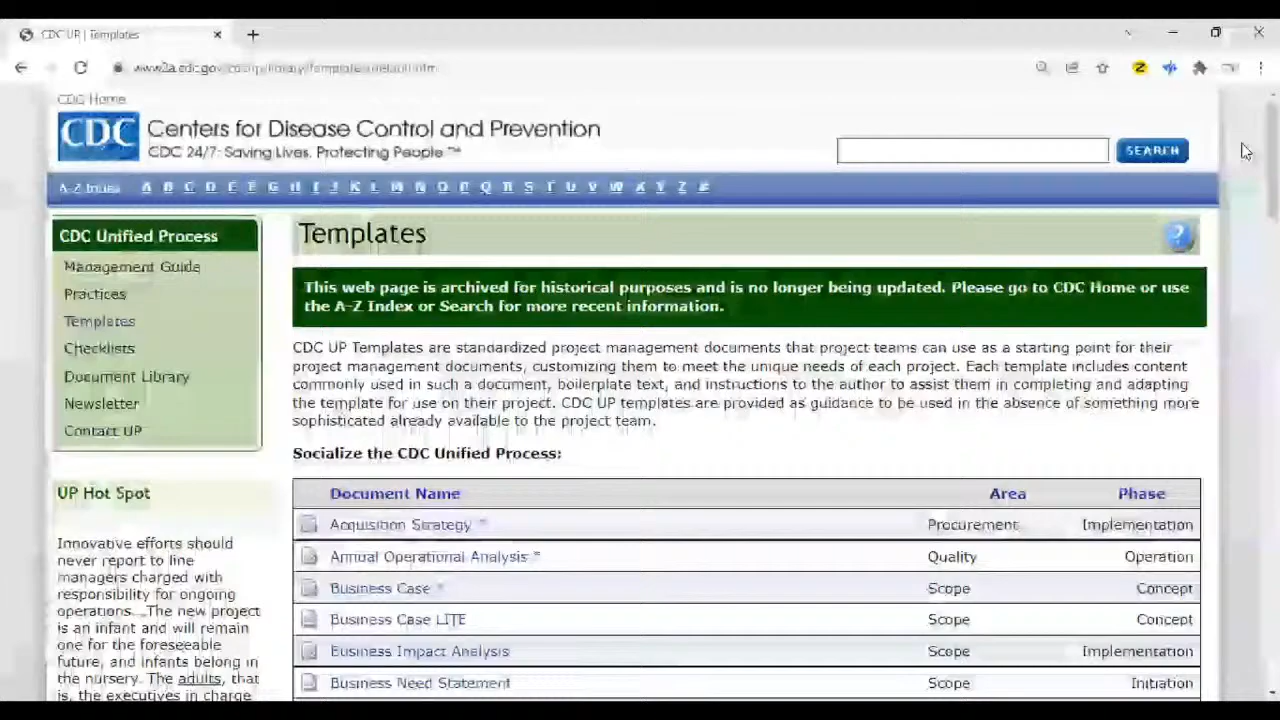 CDC UP | Templates
CDC Home
CDC Centers for Disease Control and Prevention
CDC 24/7: Saving Lives. Protecting People ™
SEARCH
A-Z Index A B C D E F G H I J K L M N O P Q R S T U V W X Y Z #
CDC Unified Process
Management Guide
Practices
Templates
Checklists
Document Library
Newsletter
Contact UP
UP Hot Spot
Innovative efforts should
never report to line
managers charged with
responsibility for ongoing
operations...The new project
is an infant and will remain
one for the foreseeable
future, and infants belong in
the nursery. The adults, that
is, the executives in charge
Templates
?
This web page is archived for historical purposes and is no longer being updated. Please go to CDC Home or use
the A-Z Index or Search for more recent information.
CDC UP Templates are standardized project management documents that project teams can use as a starting point for their
project management documents, customizing them to meet the unique needs of each project. Each template includes content
commonly used in such a document, boilerplate text, and instructions to the author to assist them in completing and adapting
the template for use on their project. CDC UP templates are provided as guidance to be used in the absence of something more
sophisticated already available to the project team.
Socialize the CDC Unified Process:
Document Name Area Phase
Acquisition Strategy * Procurement Implementation
Annual Operational Analysis * Quality Operation
Business Case * Scope Concept
Business Case LITE Scope Concept
Business Impact Analysis Scope Implementation
Business Need Statement Scope Initiation